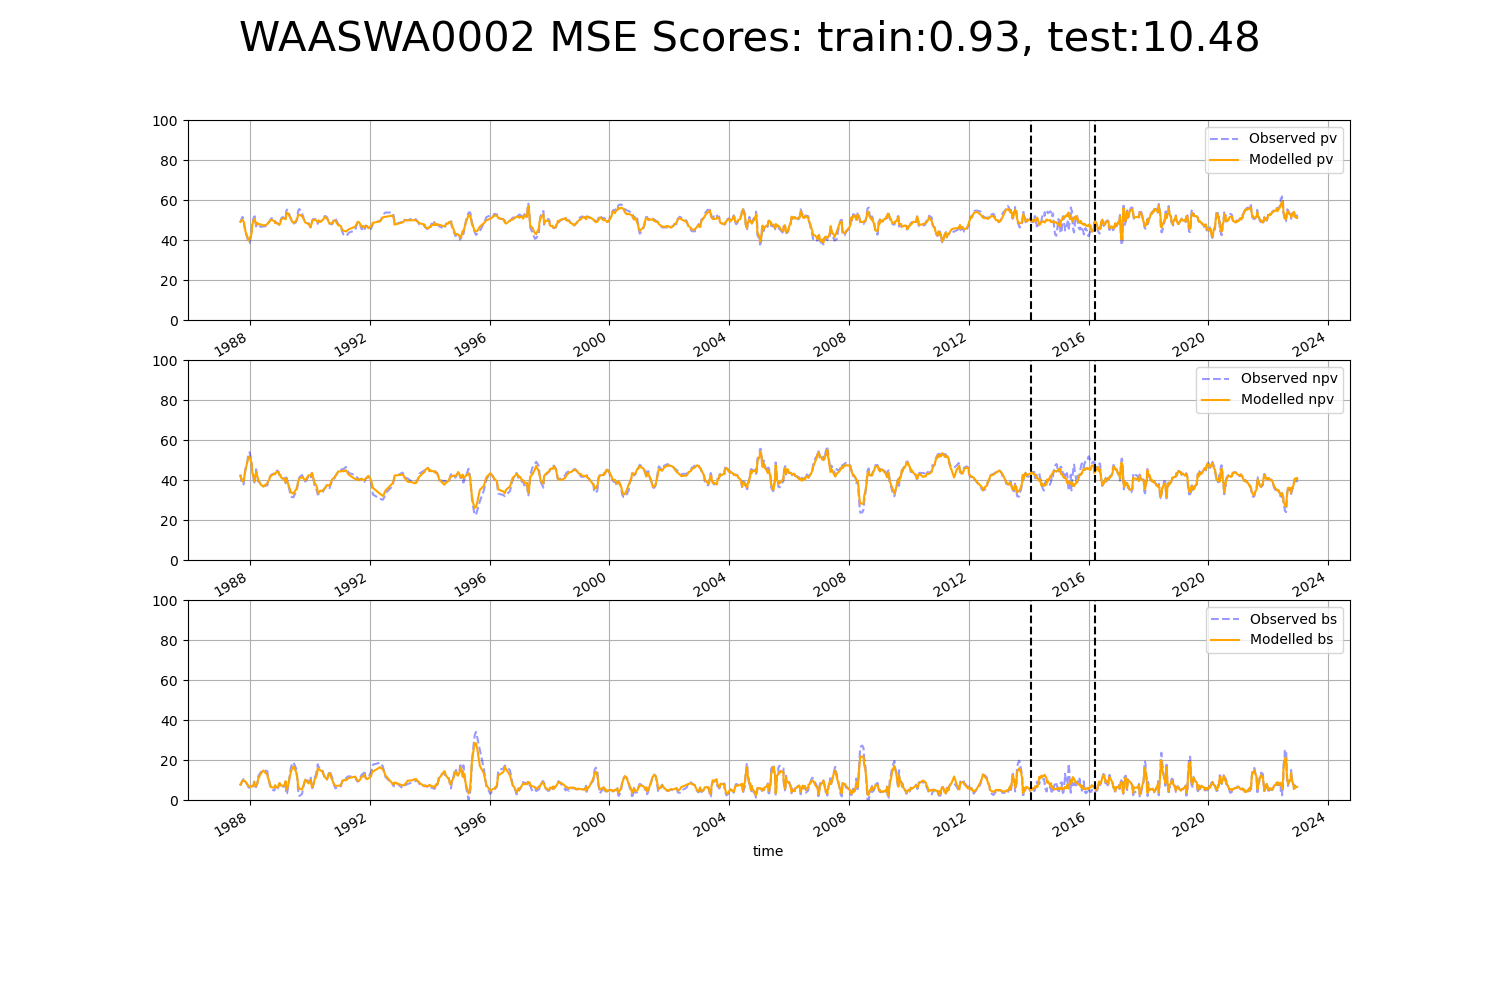 WAASWA0002 MSE Scores: train:0.93, test:10.48
100
80
60
40
20
0
Observed pv
Modelled pv
1988 1992 1996 2000 2004 2008 2012 2016 2020 2024
100
80
60
40
20
0
Observed npv
Modelled npv
1988 1992 1996 2000 2004 2008 2012 2016 2020 2024
100
80
60
40
20
0
Observed bs
Modelled bs
1988 1992 1996 2000 2004 2008 2012 2016 2020 2024
time